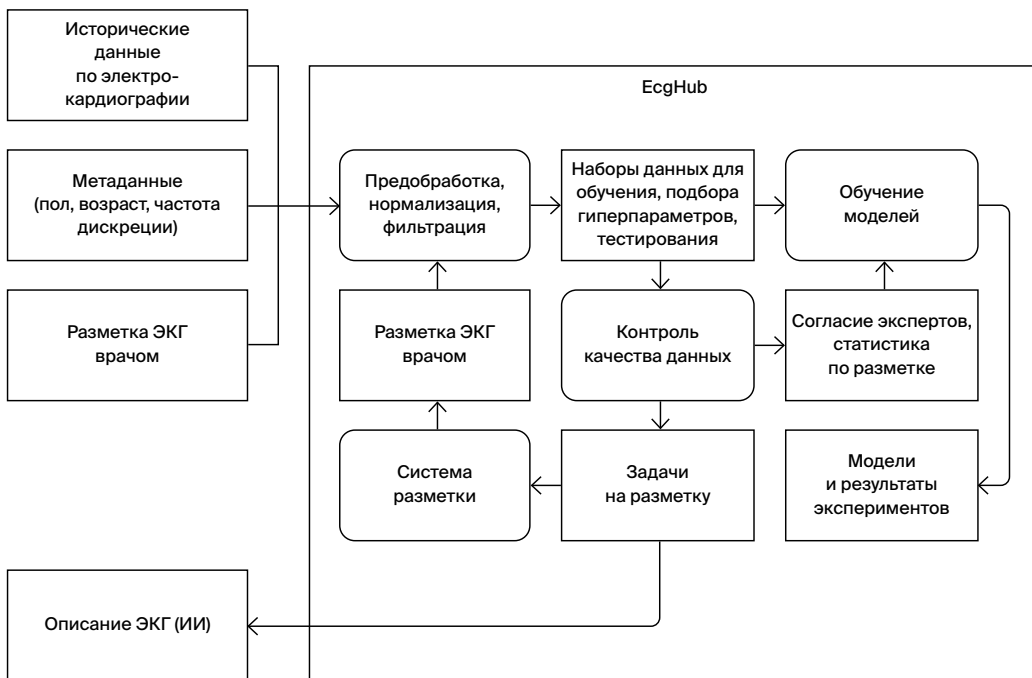 Исторические
данные
по электро-
кардиографии
EcgHub
Метаданные
(пол, возраст, частота
дискреции)
Предобработка,
нормализация,
фильтрация
Наборы данных для
обучения, подбора
гиперпараметров,
тестирования
Обучение
моделей
Разметка ЭКГ
врачом
Разметка ЭКГ
врачом
Контроль
качества данных
Согласие экспертов,
статистика
по разметке
Система
разметки
Задачи
на разметку
Модели
и результаты
экспериментов
Описание ЭКГ (ИИ)